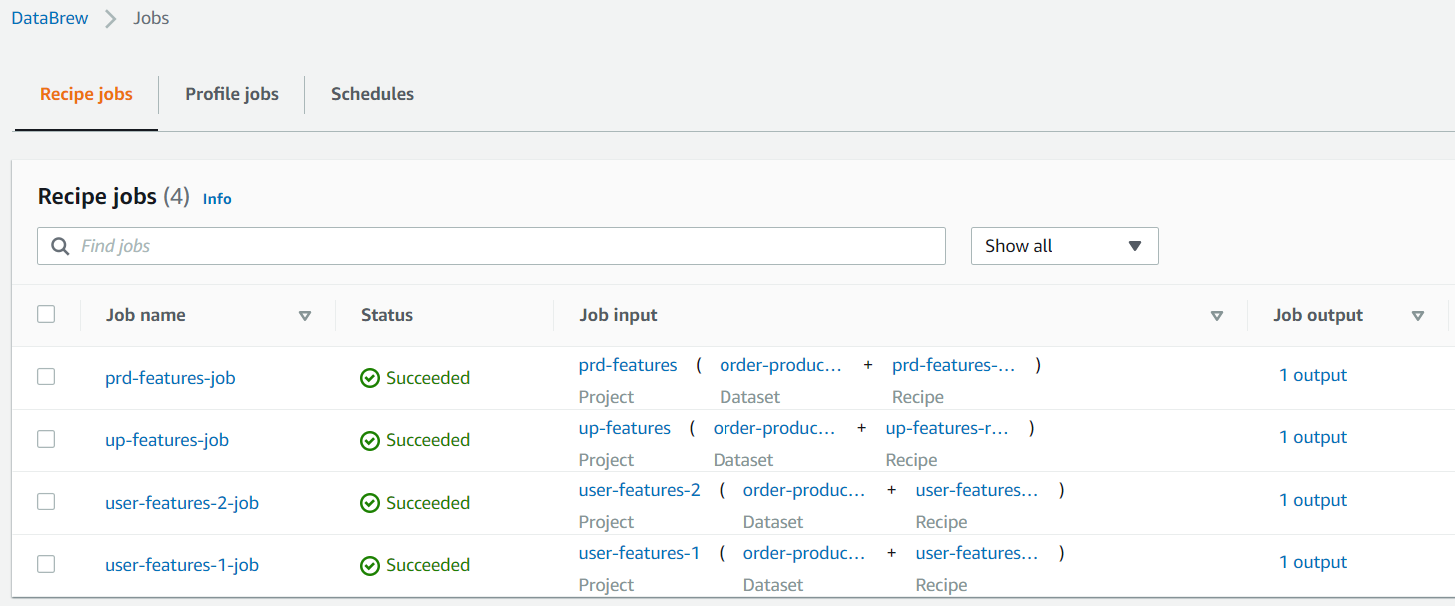 DataBrew > Jobs
Recipe jobs Profile jobs Schedules
Recipe jobs (4) Info
Find jobs Show all
Job name Status Job input Job output
prd-features-job Succeeded prd-features ( order-produc... + prd-features-... ) 1 output
Project Dataset Recipe
up-features-job Succeeded up-features ( order-produc... + up-features-r... ) 1 output
Project Dataset Recipe
user-features-2-job Succeeded user-features-2 ( order-produc... + user-features... ) 1 output
Project Dataset Recipe
user-features-1-job Succeeded user-features-1 ( order-produc... + user-features... ) 1 output
Project Dataset Recipe